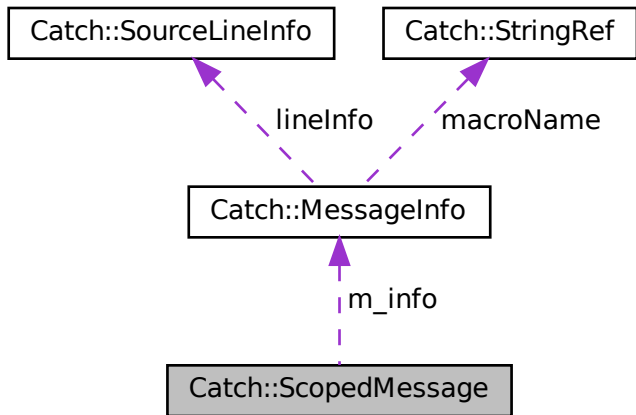 Catch::SourceLineInfo
Catch::StringRef
lineInfo
macroName
Catch::MessageInfo
m_info
Catch::ScopedMessage